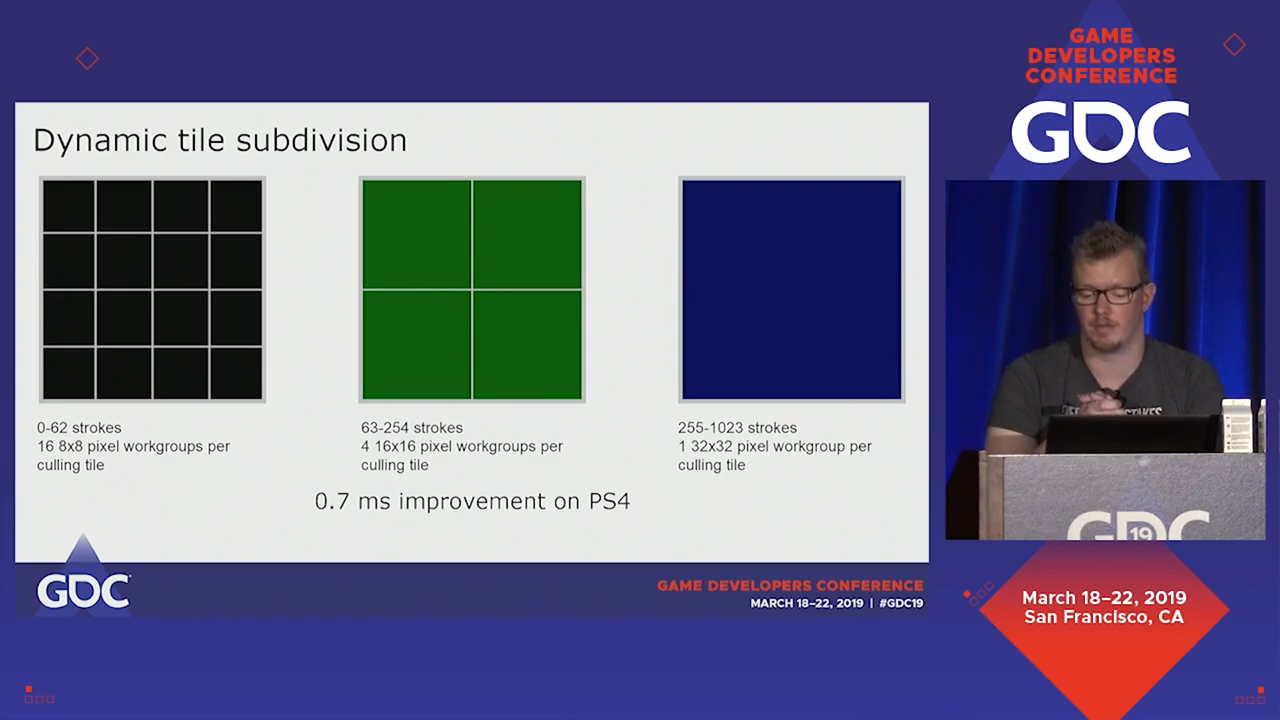 GAME
DEVELOPERS
CONFERENCE
GDC
Dynamic tile subdivision
0-62 strokes
16 8x8 pixel workgroups per
culling tile
63-254 strokes
4 16x16 pixel workgroups per
culling tile
255-1023 strokes
1 32x32 pixel workgroup per
culling tile
0.7 ms improvement on PS4
GDC
GAME DEVELOPERS CONFERENCE
MARCH 18–22, 2019 | #GDC19
GDC
19
March 18–22, 2019
San Francisco, CA